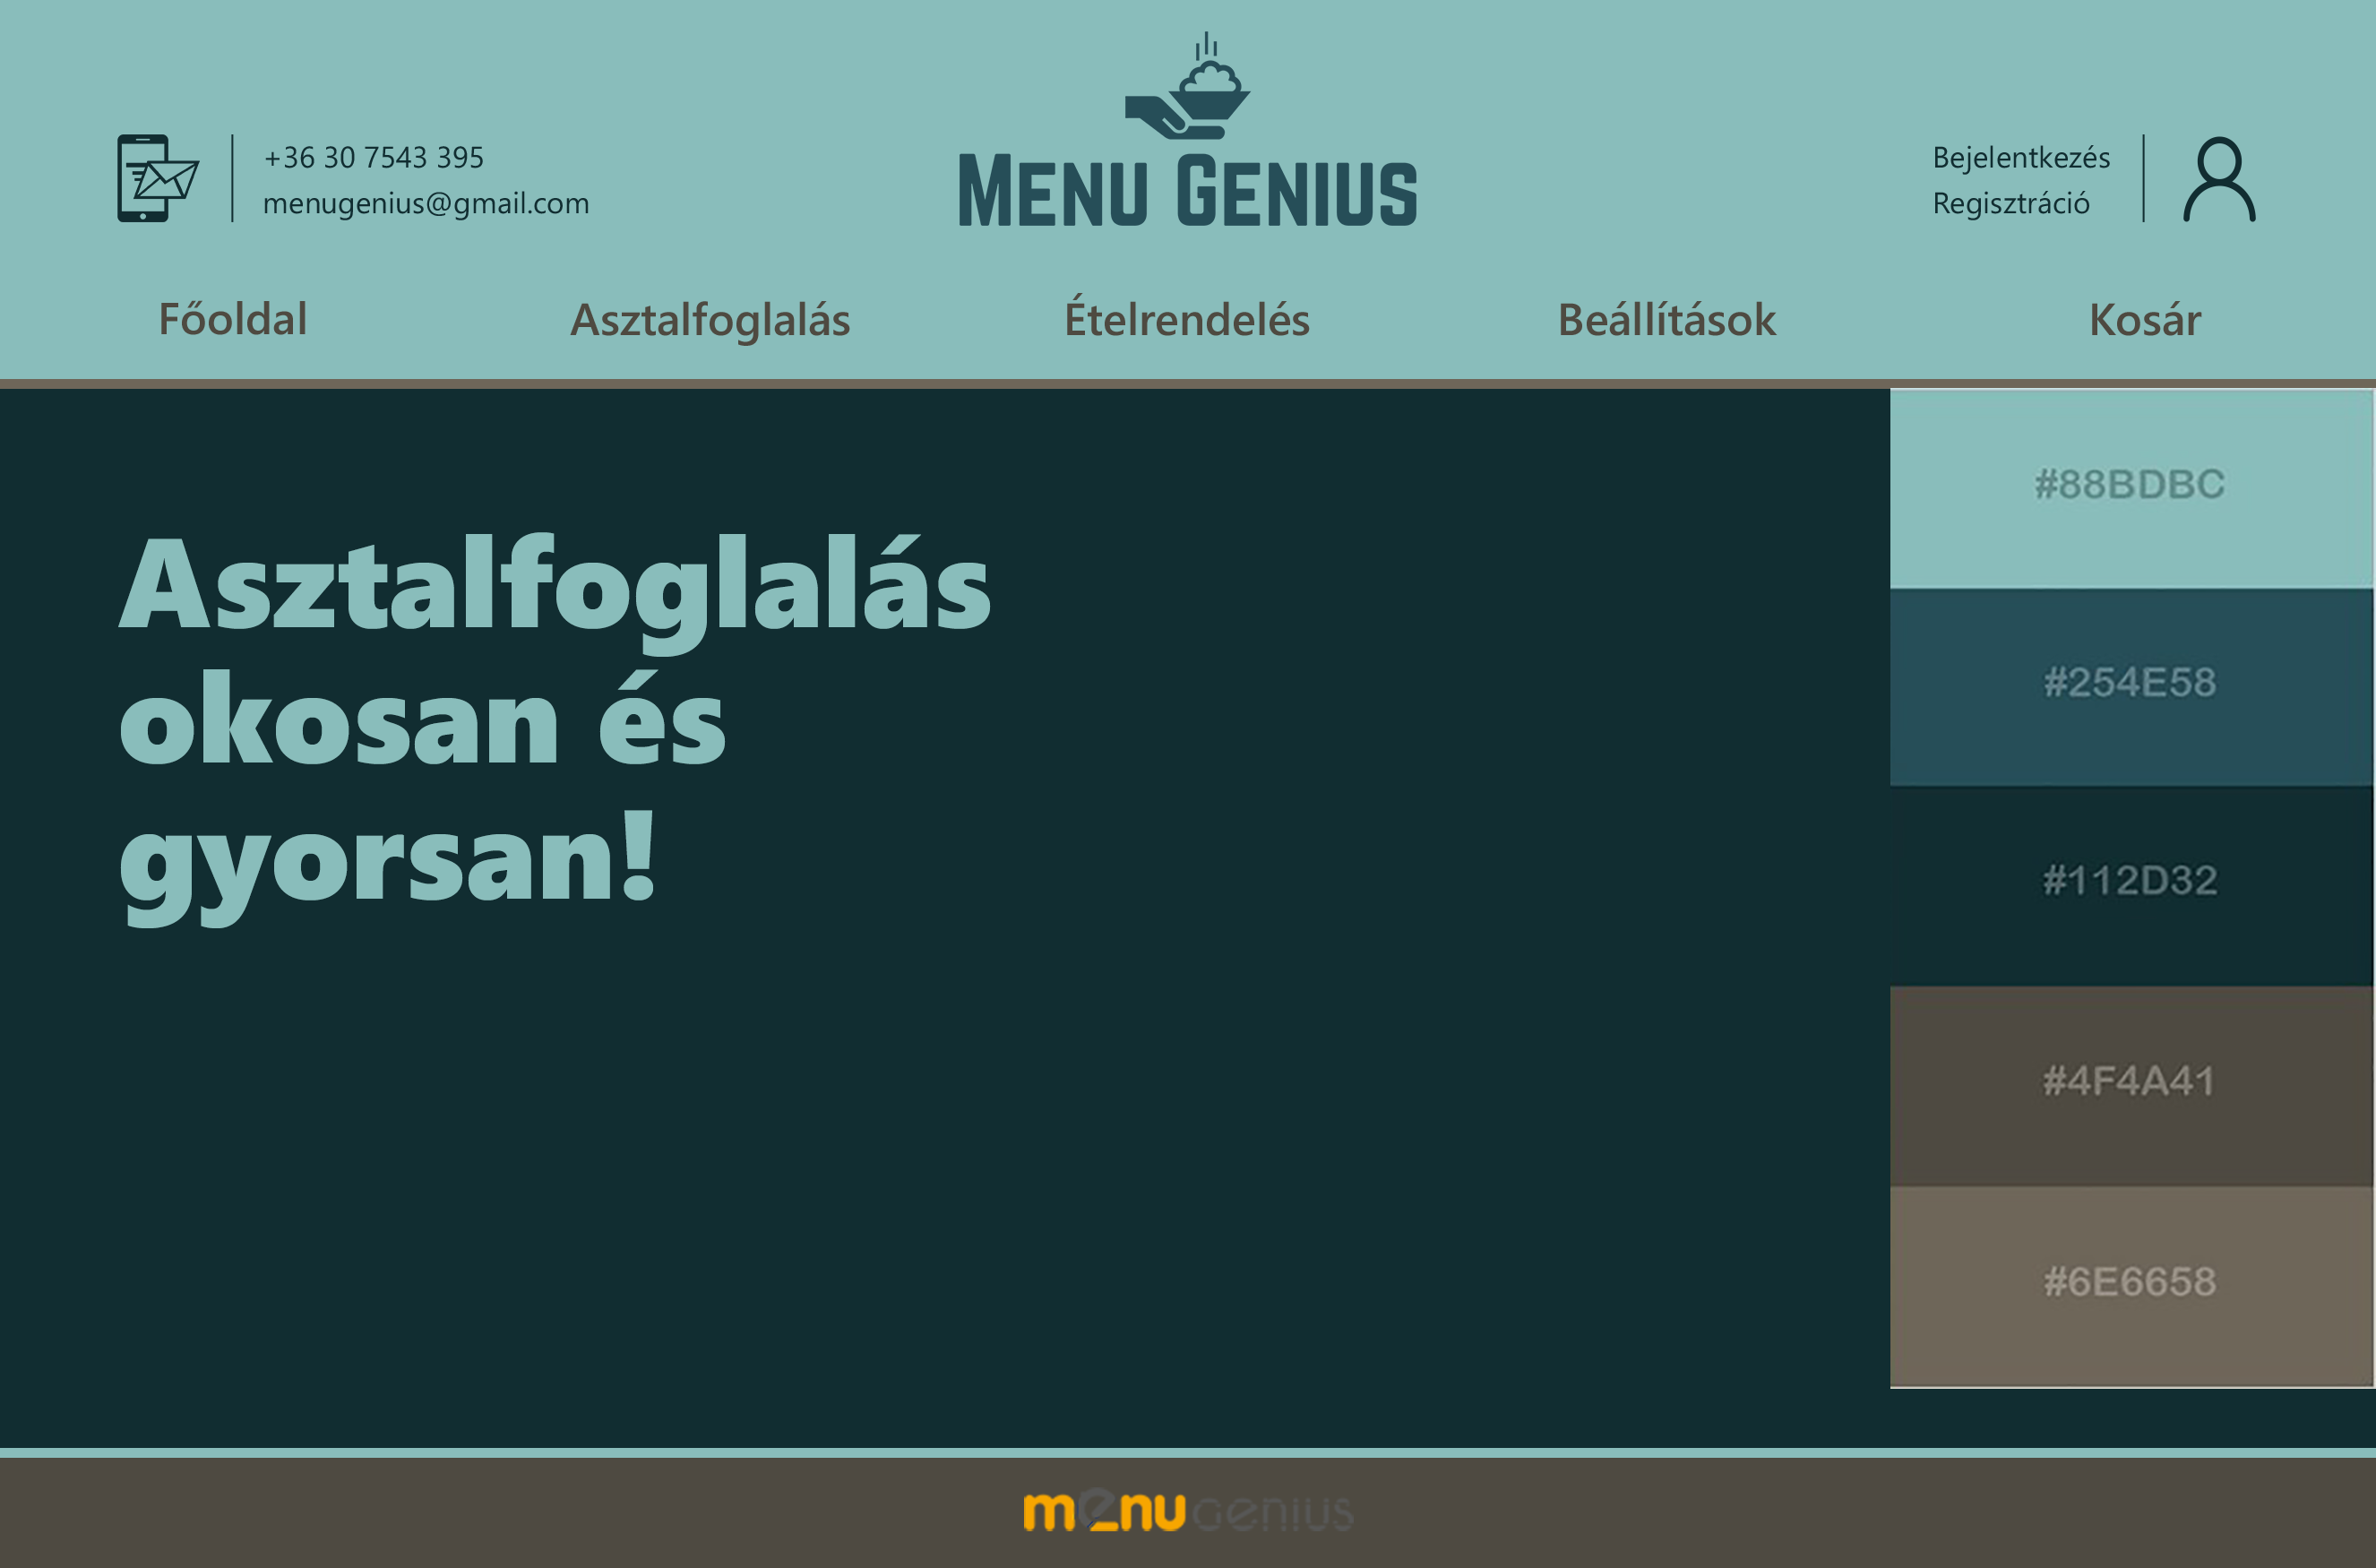 +36 30 7543 395
menugenius@gmail.com
MENU GENIUS
Bejelentkezés
Regisztráció
Főoldal
Asztalfoglalás
Ételrendelés
Beállítások
Kosár
Asztalfoglalás
okosan és
gyorsan!
#88BDBC
#254E58
#112D32
#4F4A41
#6E6658
menu genius